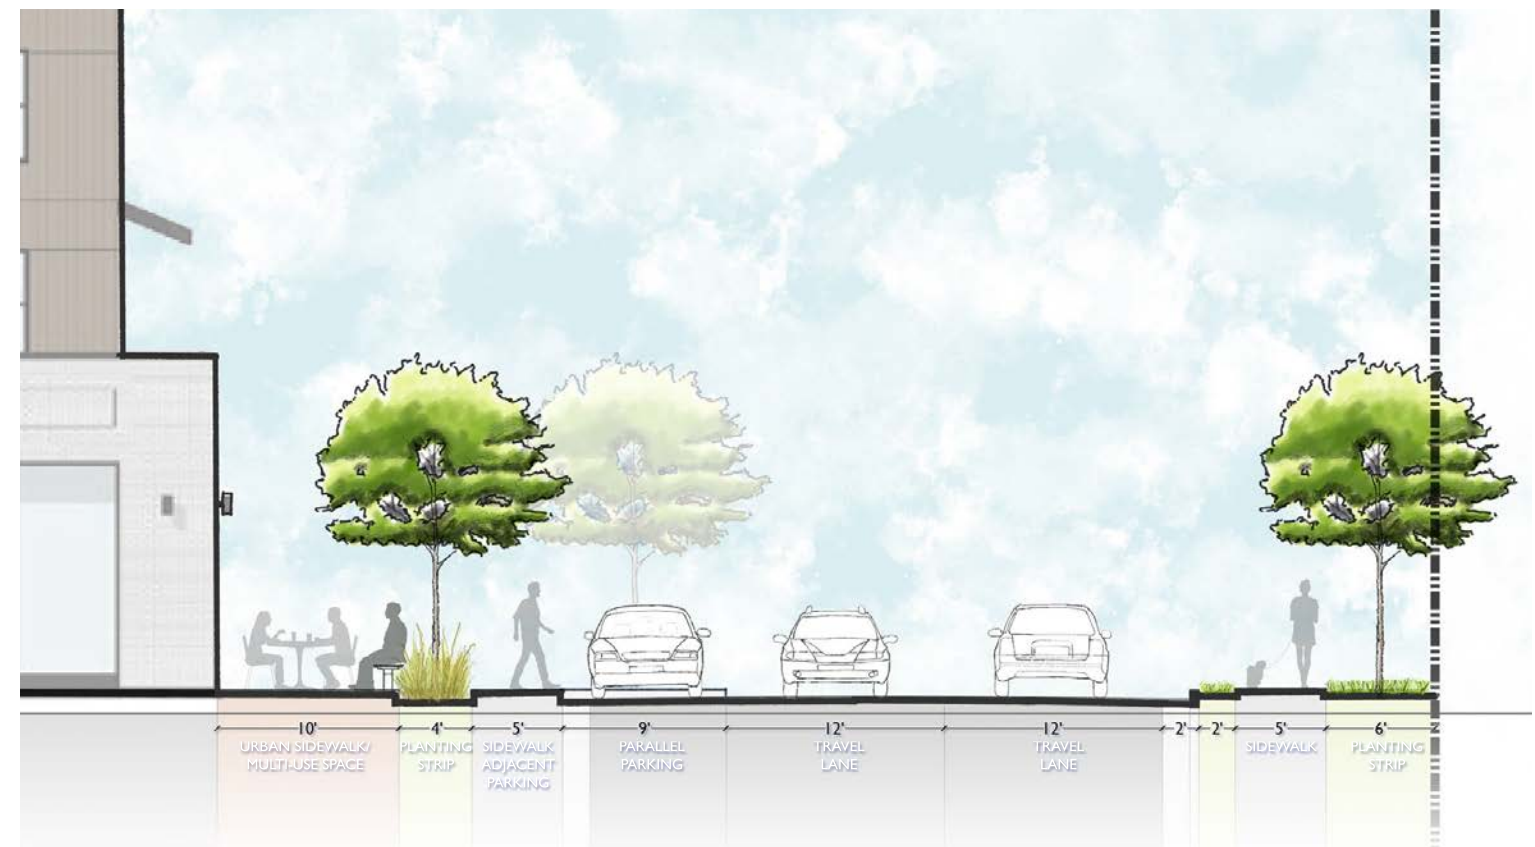 10' 4' 5' 9' 12' 12' 2' 2' 5' 6'
URBAN SIDEWALK/
MULTI-USE SPACE
PLANTING
STRIP
SIDEWALK
ADJACENT
PARKING
PARALLEL
PARKING
TRAVEL
LANE
TRAVEL
LANE
SIDEWALK
PLANTING
STRIP